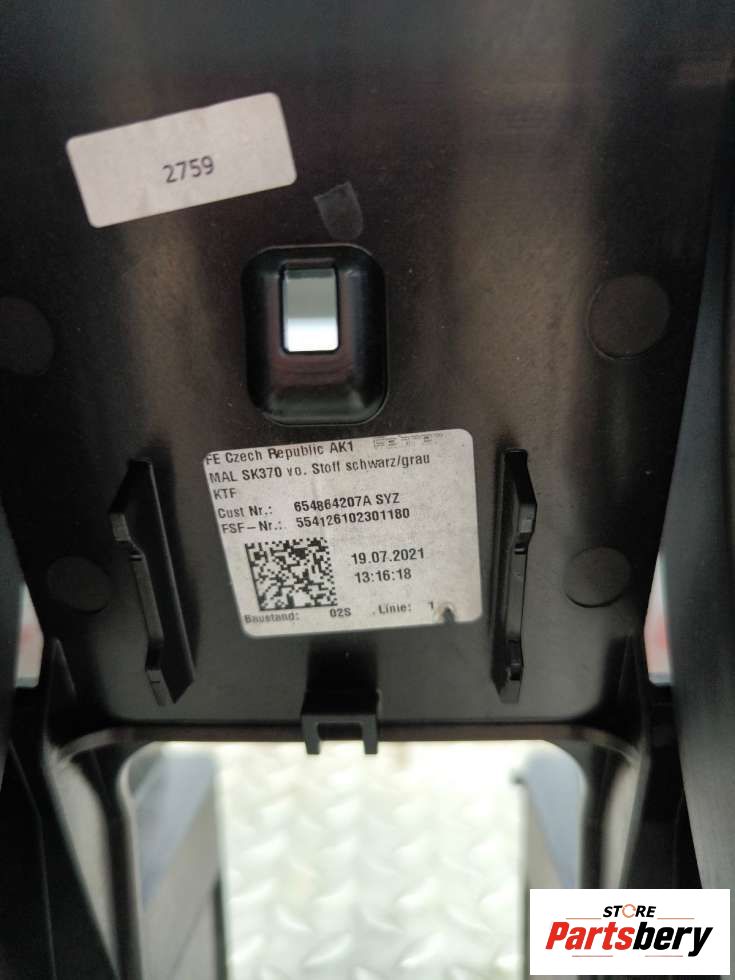 2759
FE Czech Republic AK1
MAL SK370 vo. Stoff schwarz/grau
KTF
Cust Nr.: 654864207A SYZ
FSF-Nr.: 554126102301180
19.07.2021
13:16:18
Baustand: 02S Linie: 1
STORE
Partsbery